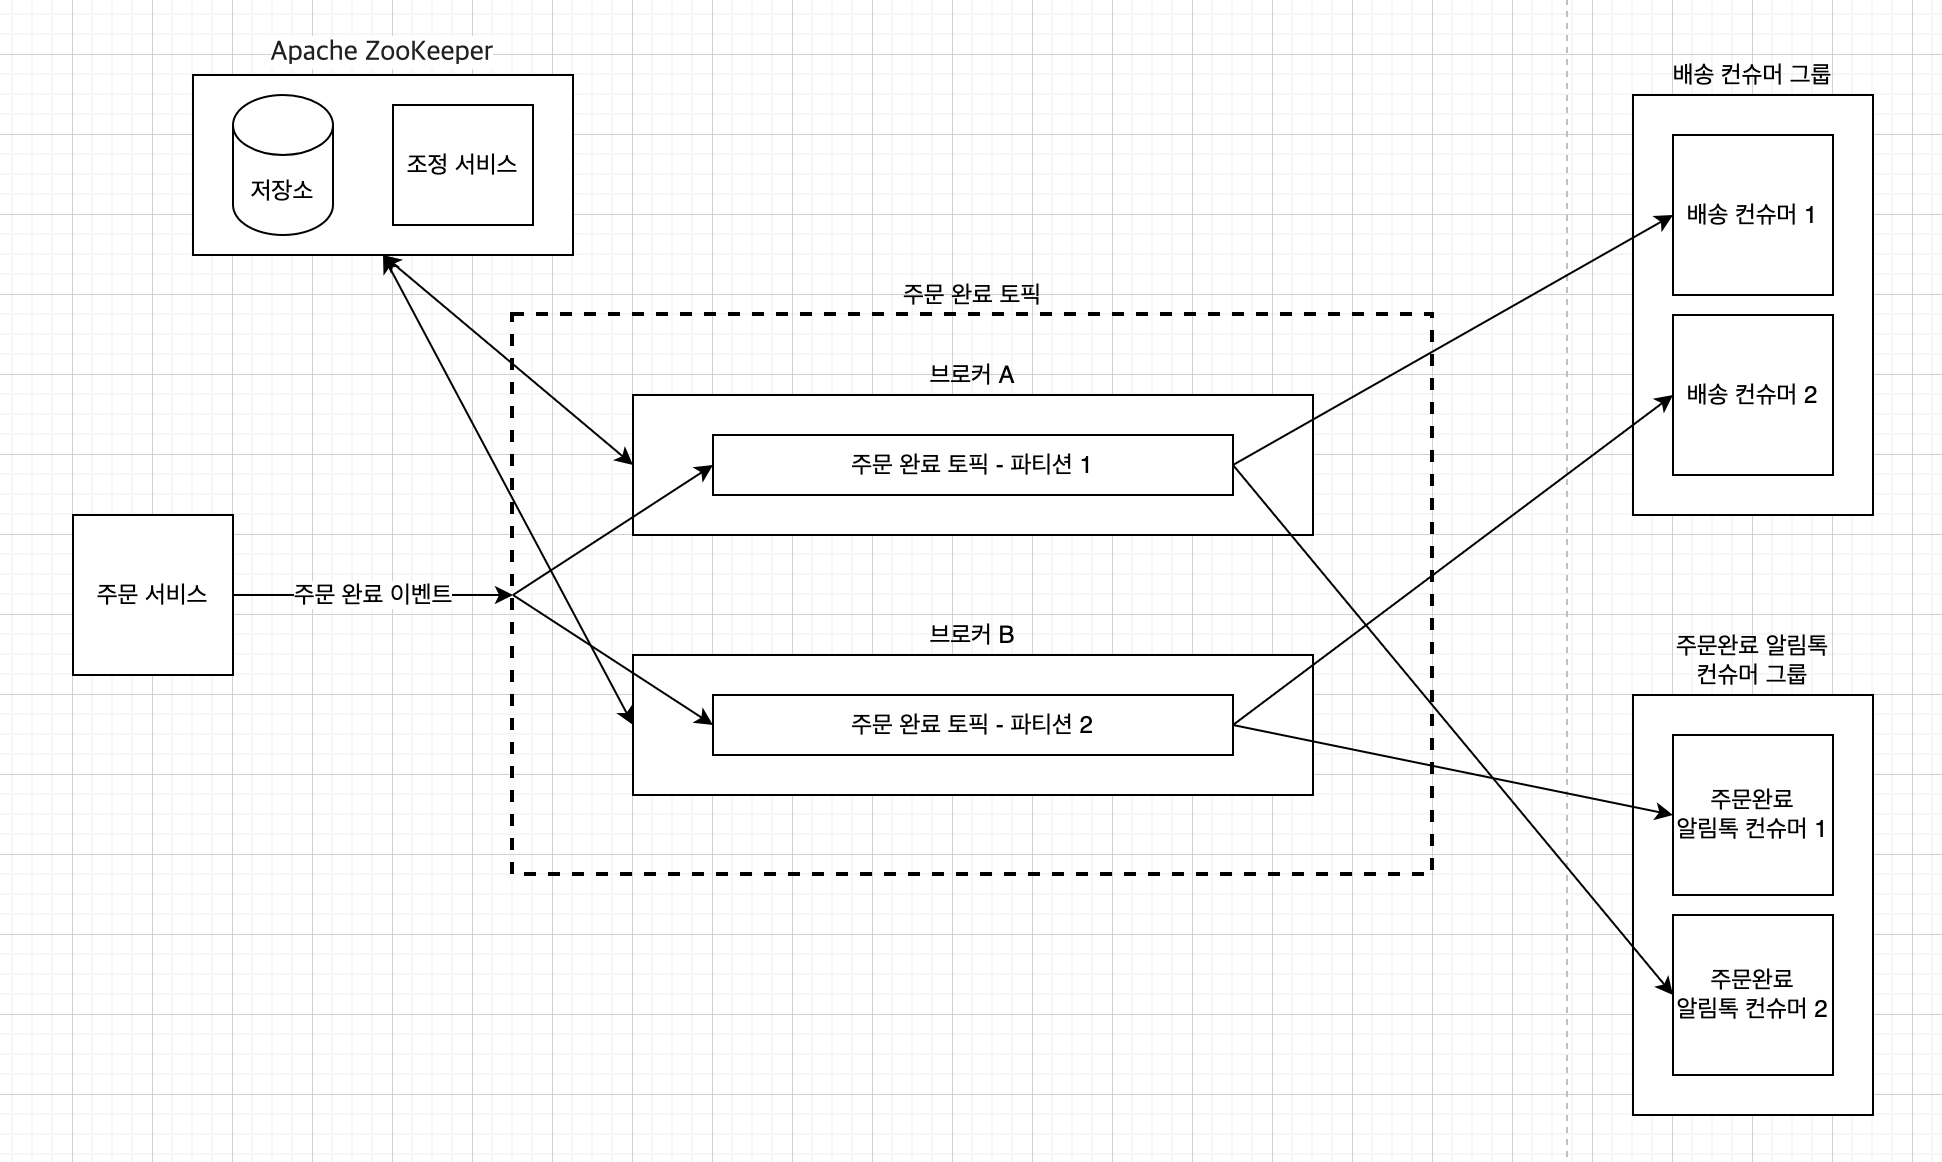 Apache ZooKeeper
저장소
조정 서비스
배송 컨슈머 그룹
배송 컨슈머 1
배송 컨슈머 2
주문 완료 토픽
브로커 A
주문 완료 토픽 - 파티션 1
주문 서비스
주문 완료 이벤트
브로커 B
주문 완료 토픽 - 파티션 2
주문완료 알림톡
컨슈머 그룹
주문완료
알림톡 컨슈머 1
주문완료
알림톡 컨슈머 2